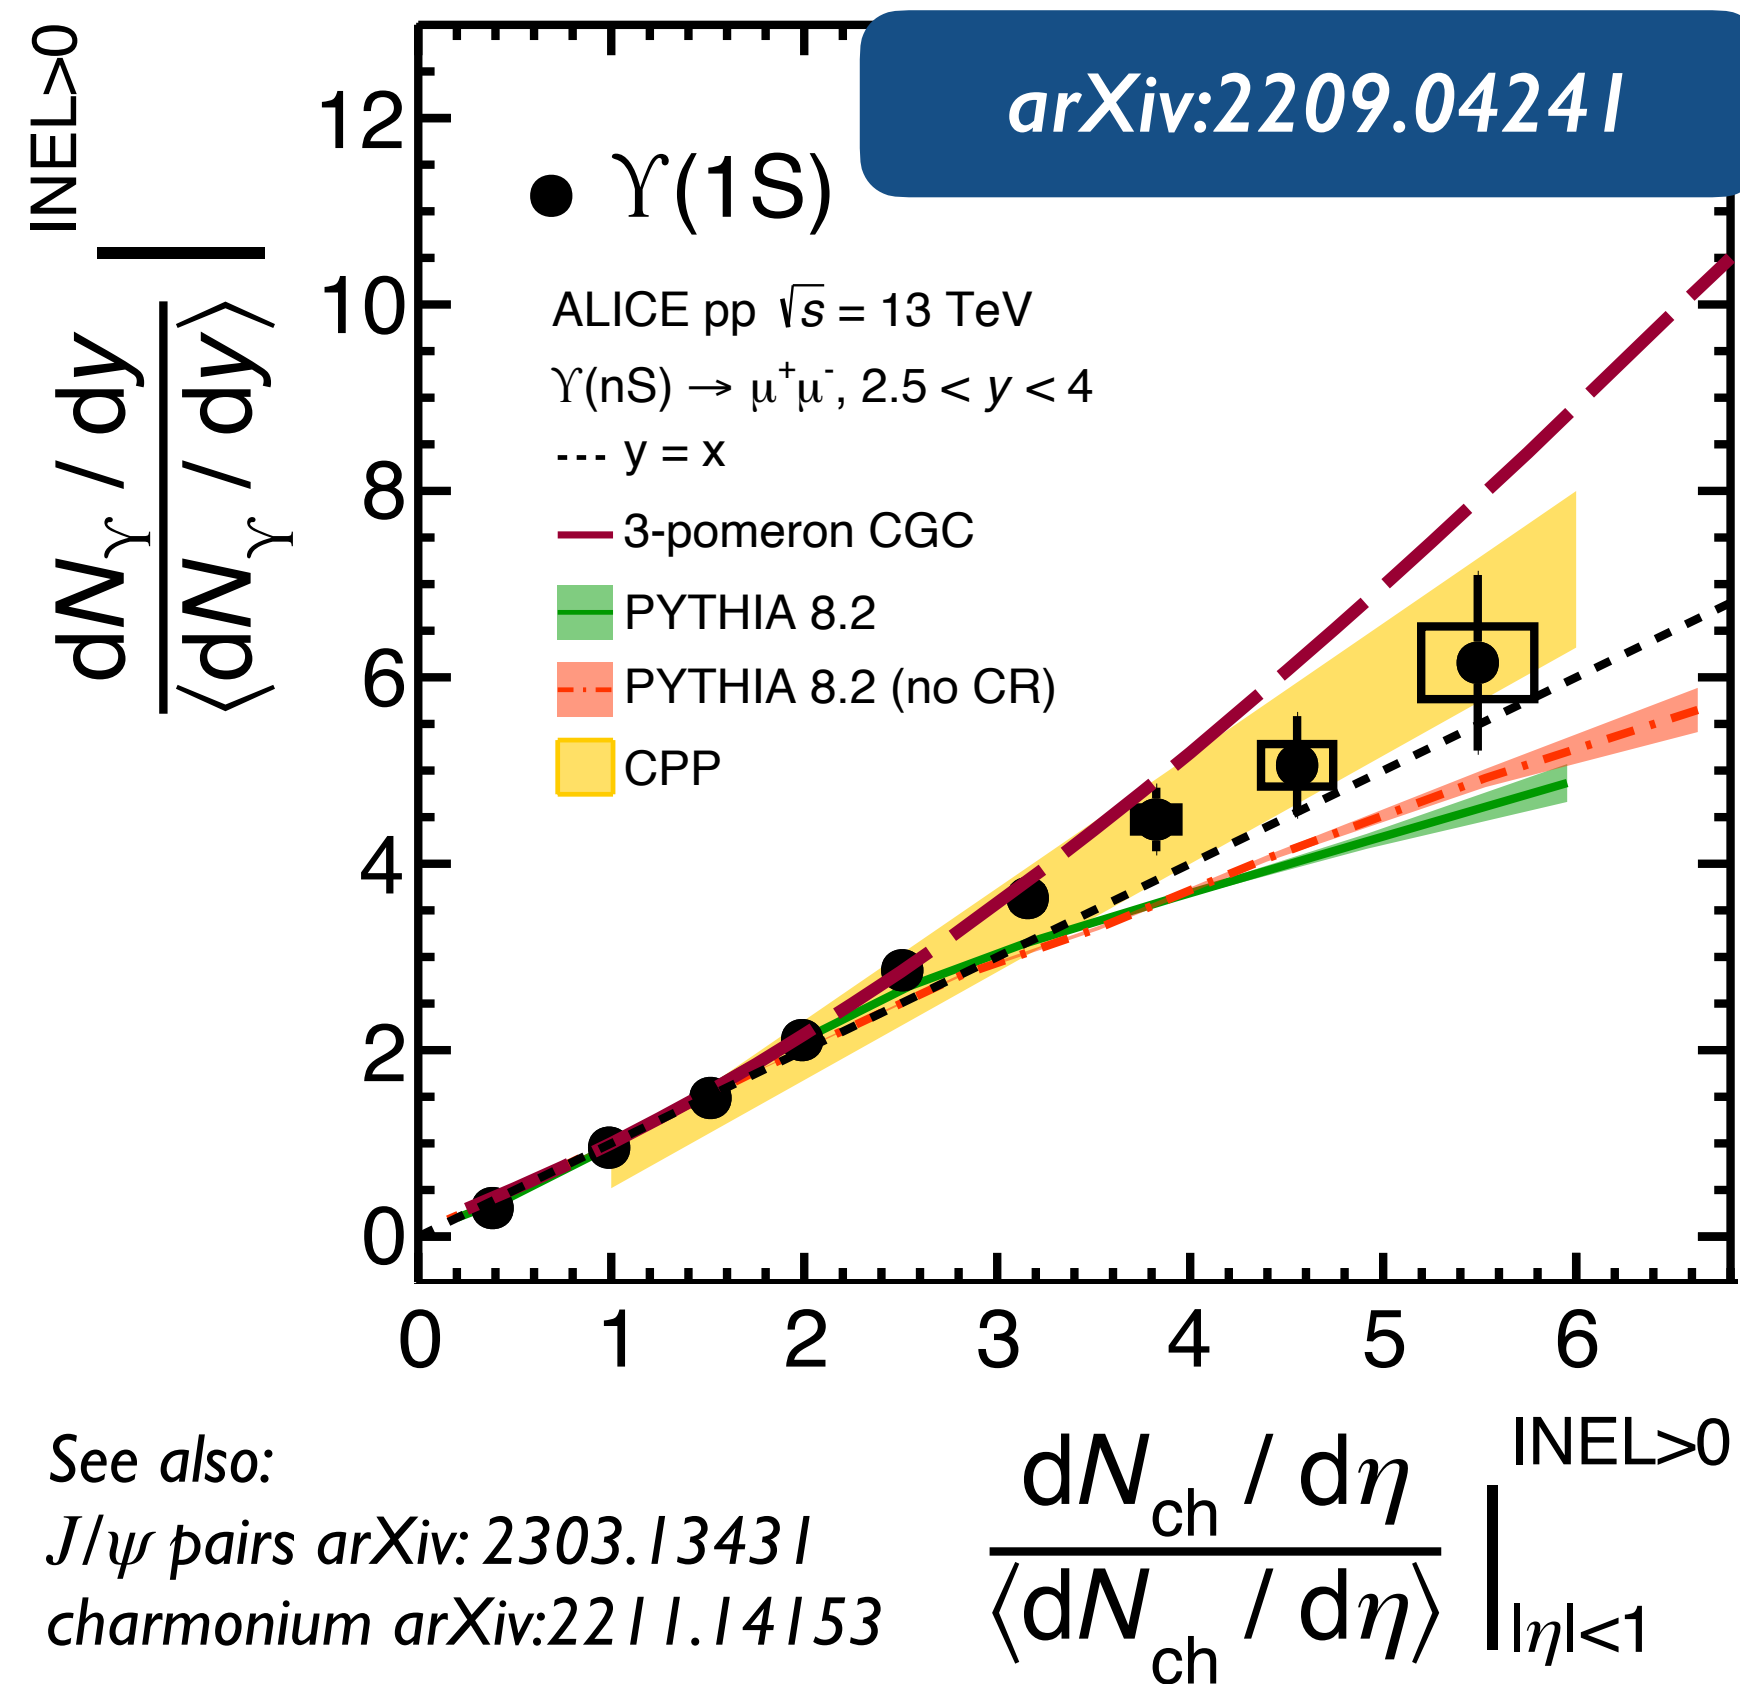 arXiv:2209.04241
INEL>0
dN_ϒ / dy
⟨dN_ϒ / dy⟩
12
10
8
6
4
2
0
ϒ(1S)
ALICE pp √s = 13 TeV
ϒ(nS) → μ⁺μ⁻, 2.5 < y < 4
y = x
3-pomeron CGC
PYTHIA 8.2
PYTHIA 8.2 (no CR)
CPP
0 1 2 3 4 5 6
See also:
J/ψ pairs arXiv: 2303.13431
charmonium arXiv:2211.14153
dN_ch / dη
⟨dN_ch / dη⟩
INEL>0
|η|<1